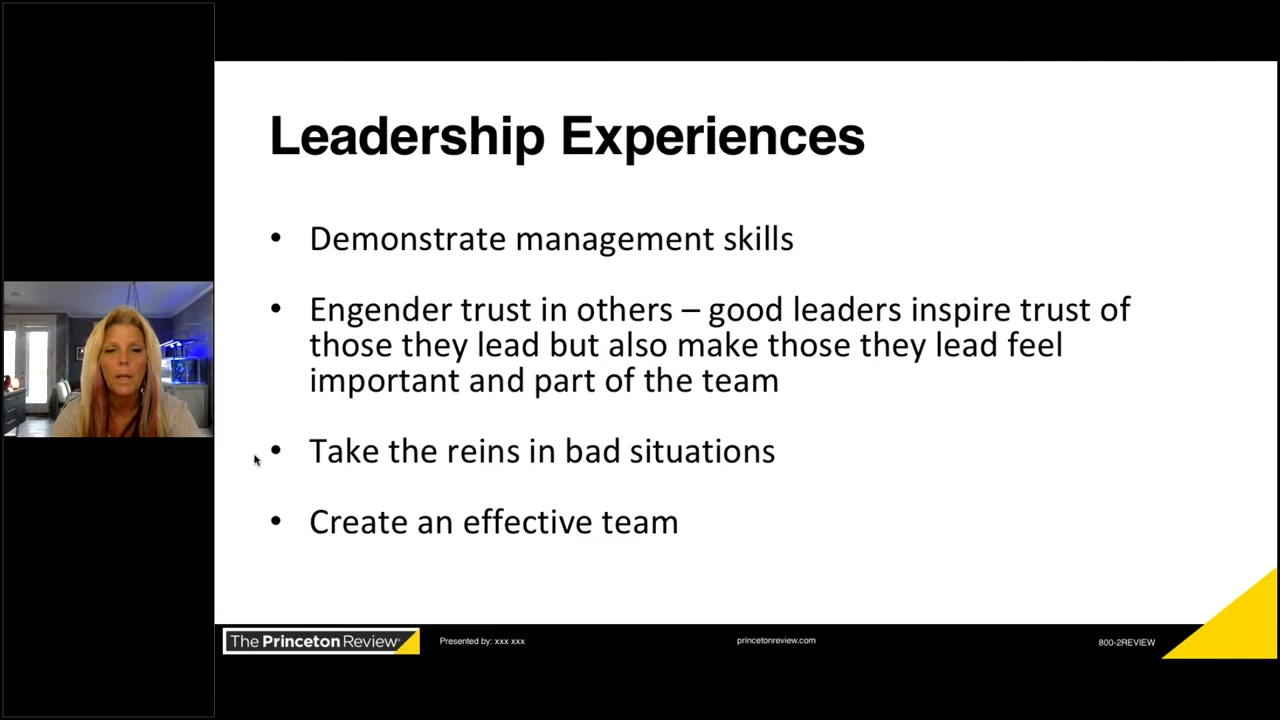 Leadership Experiences
• Demonstrate management skills
• Engender trust in others – good leaders inspire trust of
those they lead but also make those they lead feel
important and part of the team
• Take the reins in bad situations
• Create an effective team
The Princeton Review®
Presented by: xxx xxx
princetonreview.com
800-2REVIEW